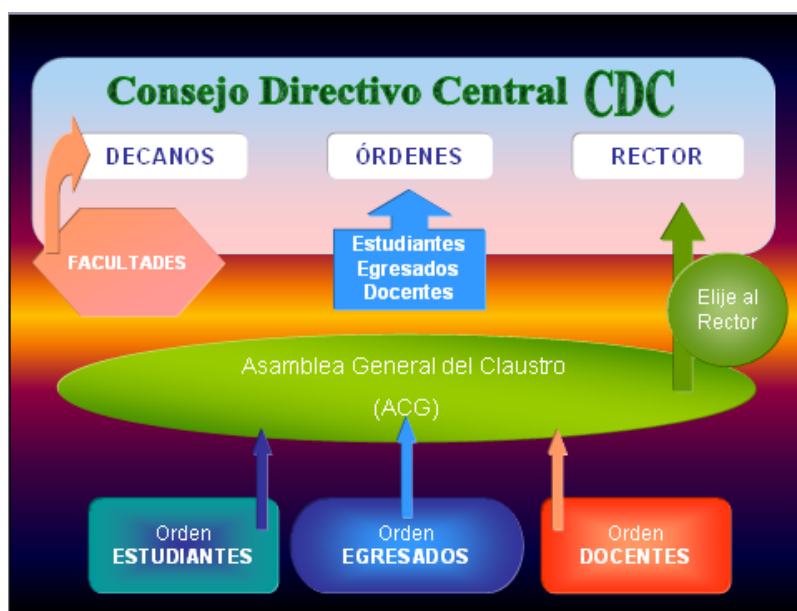 Consejo Directivo Central CDC
DECANOS
ÓRDENES
RECTOR
FACULTADES
Estudiantes
Egresados
Docentes
Elije al
Rector
Asamblea General del Claustro
(ACG)
Orden
ESTUDIANTES
Orden
EGRESADOS
Orden
DOCENTES